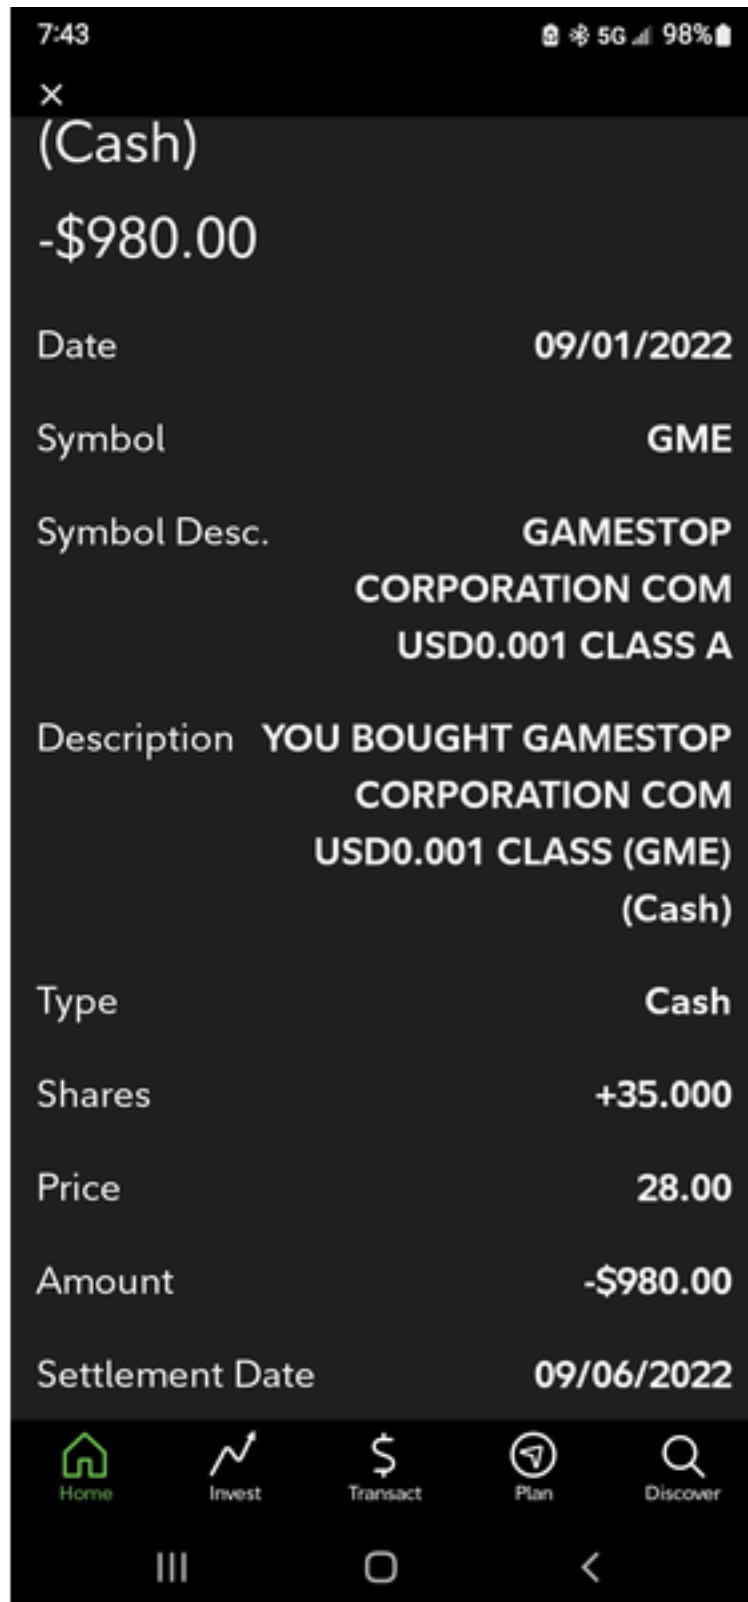 7:43 5G 98%
(Cash)
-$980.00
Date 09/01/2022
Symbol GME
Symbol Desc. GAMESTOP
CORPORATION COM
USD0.001 CLASS A
Description YOU BOUGHT GAMESTOP
CORPORATION COM
USD0.001 CLASS (GME)
(Cash)
Type Cash
Shares +35.000
Price 28.00
Amount -$980.00
Settlement Date 09/06/2022
Home Invest Transact Plan Discover